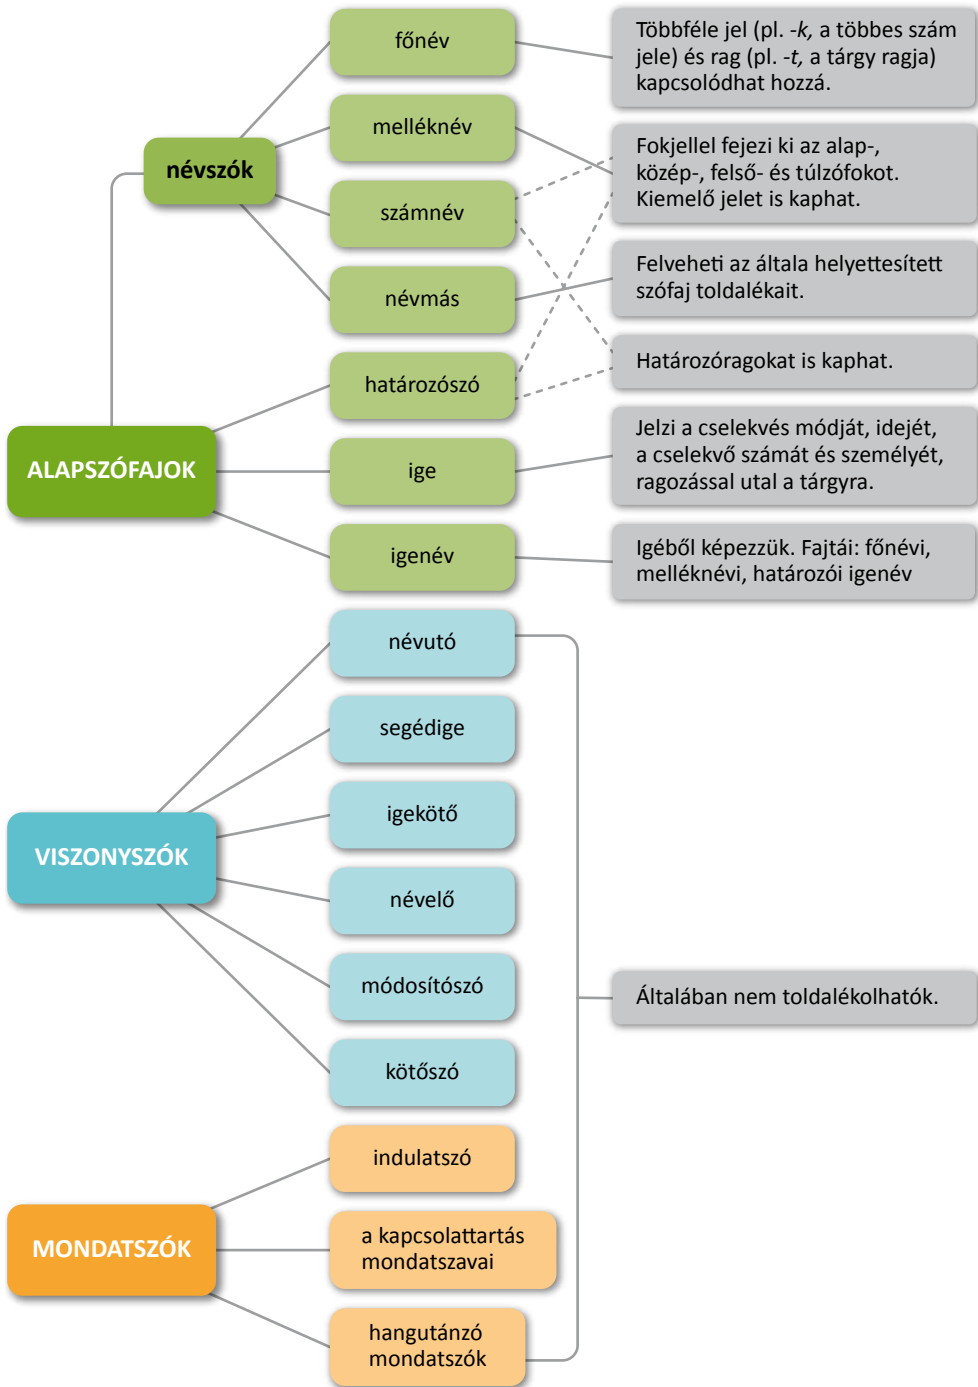 főnév
Többféle jel (pl. -k, a többes szám
jele) és rag (pl. -t, a tárgy ragja)
kapcsolódhat hozzá.
melléknév
Fokjellel fejezi ki az alap-,
közép-, felső- és túlzófokot.
Kiemelő jelet is kaphat.
névszók
számnév
névmás
Felveheti az általa helyettesített
szófaj toldalékait.
határozószó
Határozóragokat is kaphat.
ALAPSZÓFAJOK
ige
Jelzi a cselekvés módját, idejét,
a cselekvő számát és személyét,
ragozással utal a tárgyra.
igenév
Igéből képezzük. Fajtái: főnévi,
melléknévi, határozói igenév
névutó
segédige
igekötő
VISZONYSZÓK
névelő
módosítószó
Általában nem toldalékolhatók.
kötőszó
indulatszó
MONDATSZÓK
a kapcsolattartás
mondatszavai
hangutánzó
mondatszók